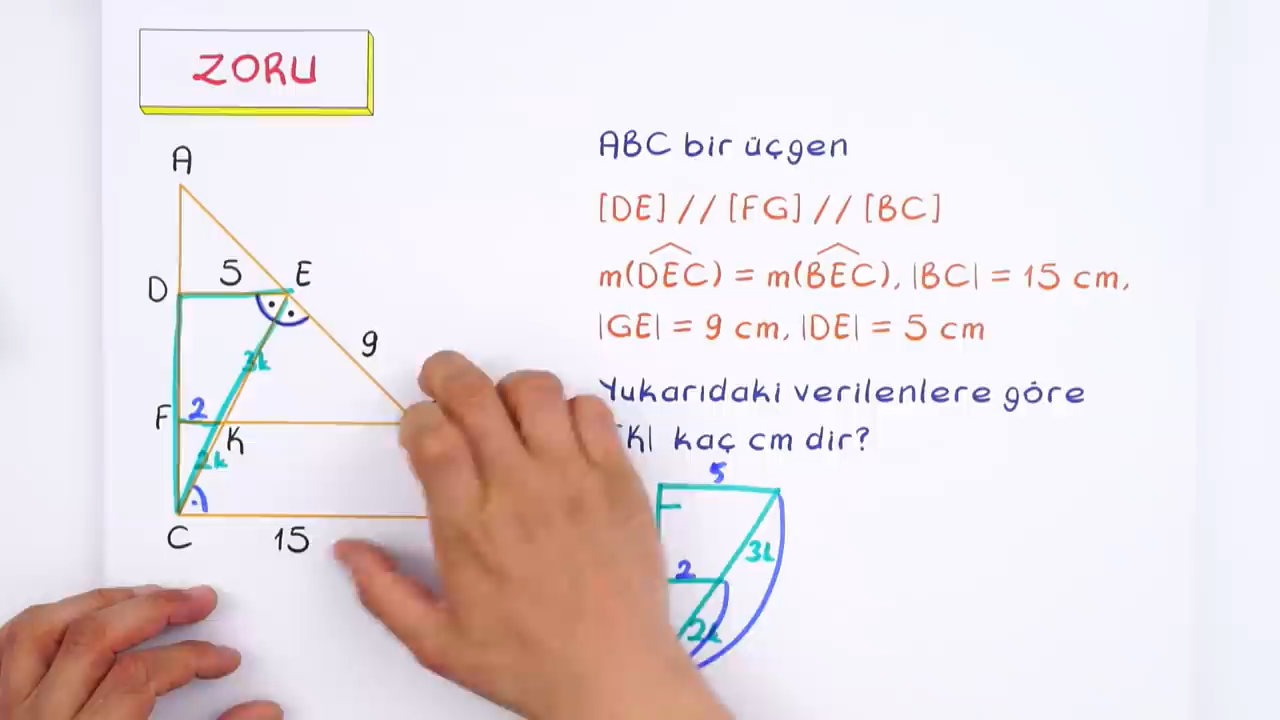 ZORU
A
ABC bir üçgen
[DE] // [FG] // [BC]
D 5 E
m(DEC) = m(BEC), |BC| = 15 cm,
|GE| = 9 cm, |DE| = 5 cm
9
3k
Yukarıdaki verilenlere göre
F 2
K
FK| kaç cm dir?
2k
5
C 15
3k
2
2k